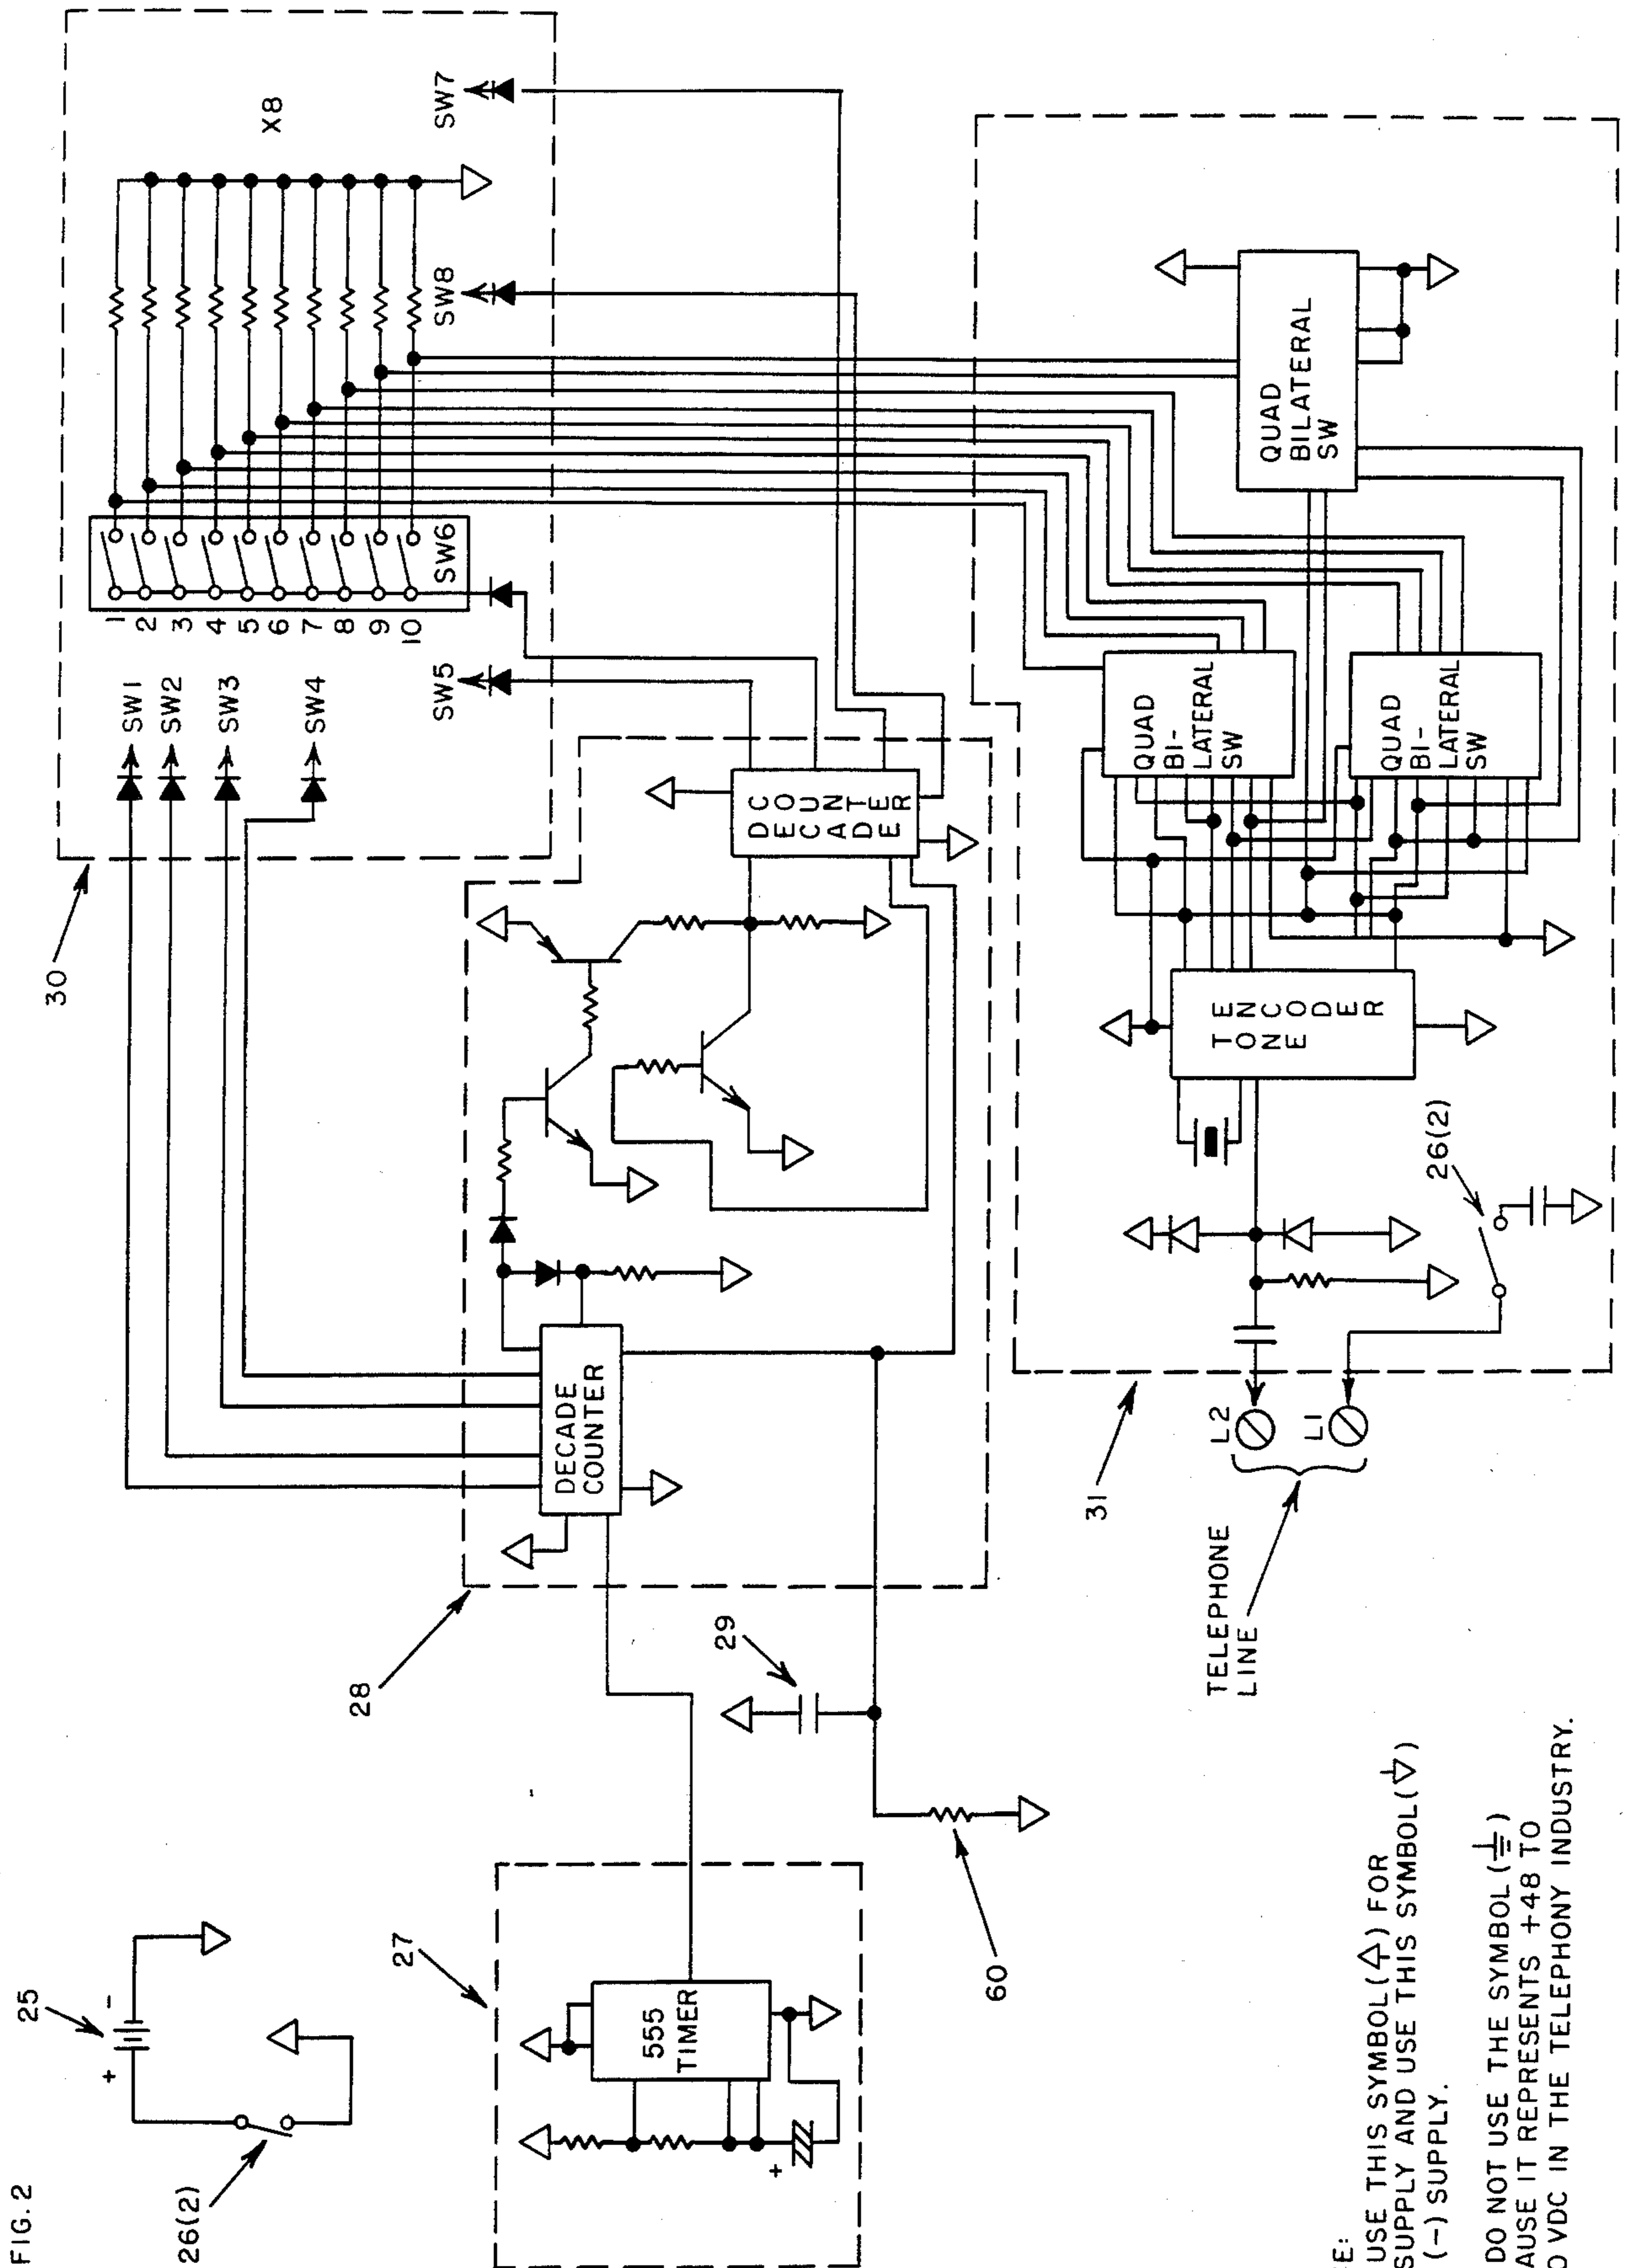 FIG. 2
25
+ -
26(2)
27
555
TIMER
+
60
29
28
DECADE
COUNTER
DECADE
COUNTER
30
SW1
SW2
SW3
SW4
SW5
1
2
3
4
5
6
7
8
9
10
SW6
SW8
SW7
X8
31
TELEPHONE
LINE
L2
L1
26(2)
TONE
ENCODER
QUAD
BI-
LATERAL
SW
QUAD
BI-
LATERAL
SW
QUAD
BILATERAL
SW
E:
USE THIS SYMBOL( ) FOR
SUPPLY AND USE THIS SYMBOL( )
(-) SUPPLY.
DO NOT USE THE SYMBOL( )
IT REPRESENTS +48 TO
VDC IN THE TELEPHONY INDUSTRY.